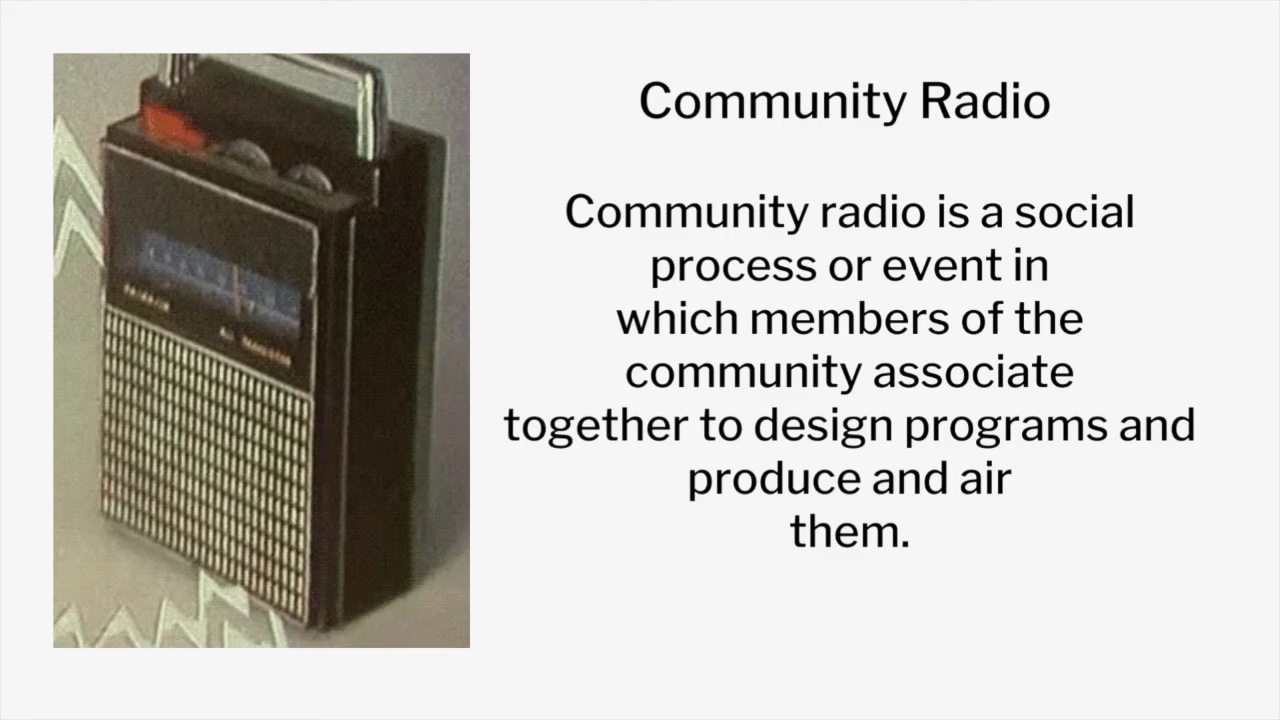 Community Radio
Community radio is a social
process or event in
which members of the
community associate
together to design programs and
produce and air
them.